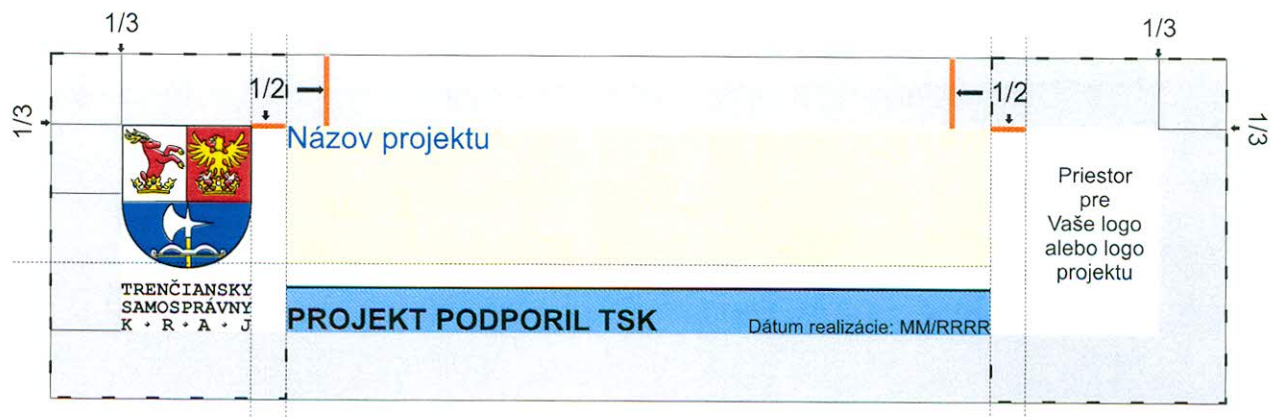 1/3
1/3
1/2
1/2
1/3
1/3
Názov projektu
Priestor
pre
Vaše logo
alebo logo
projektu
TRENČIANSKY
SAMOSPRÁVNY
K · R · A · J
PROJEKT PODPORIL TSK
Dátum realizácie: MM/RRRR